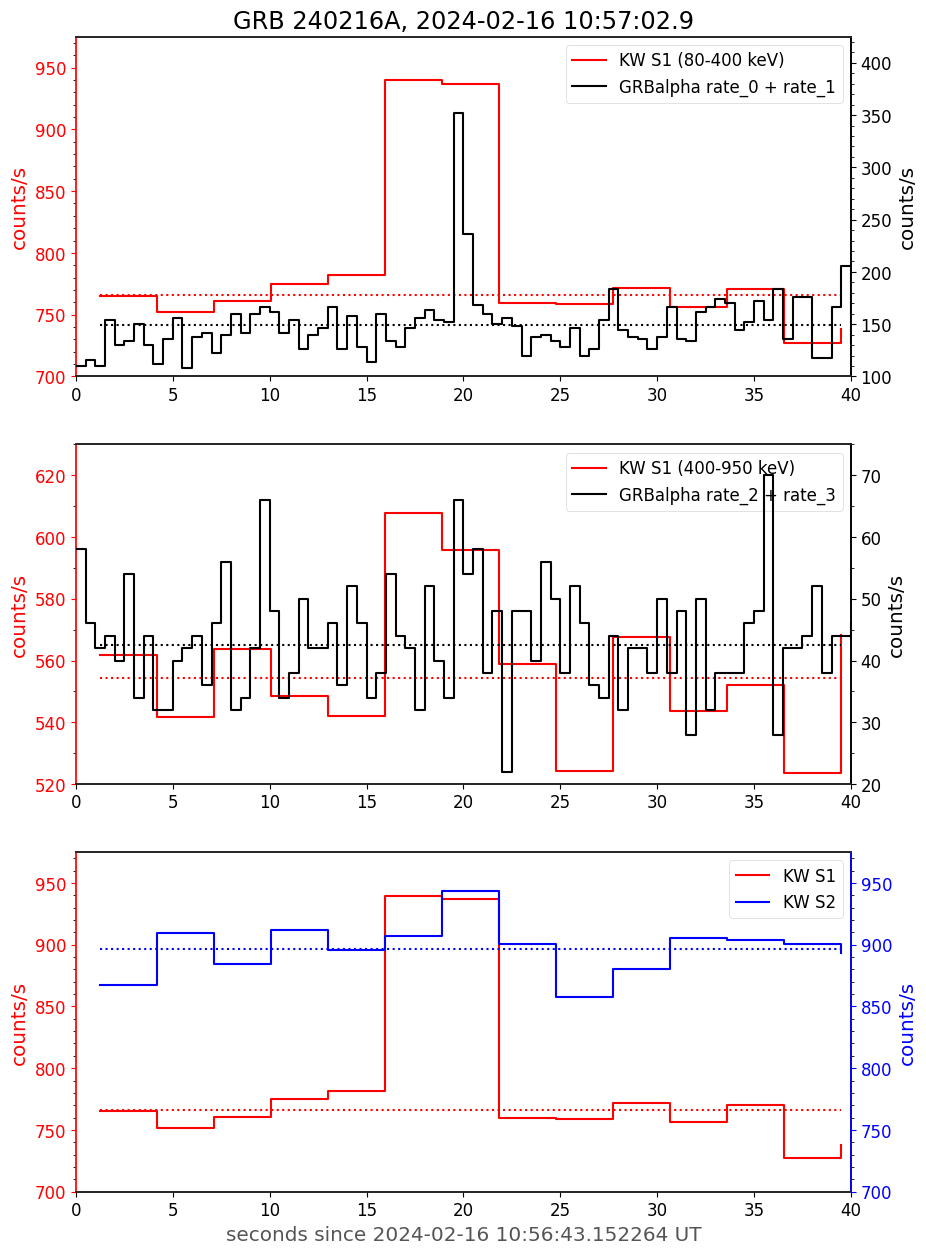 GRB 240216A, 2024-02-16 10:57:02.9
KW S1 (80-400 keV)
GRBalpha rate_0 + rate_1
counts/s
950
900
850
800
750
700
400
350
300
250
200
150
100
counts/s
0 5 10 15 20 25 30 35 40
KW S1 (400-950 keV)
GRBalpha rate_2 + rate_3
counts/s
620
600
580
560
540
520
70
60
50
40
30
20
counts/s
0 5 10 15 20 25 30 35 40
KW S1
KW S2
counts/s
950
900
850
800
750
700
950
900
850
800
750
700
counts/s
0 5 10 15 20 25 30 35 40
seconds since 2024-02-16 10:56:43.152264 UT